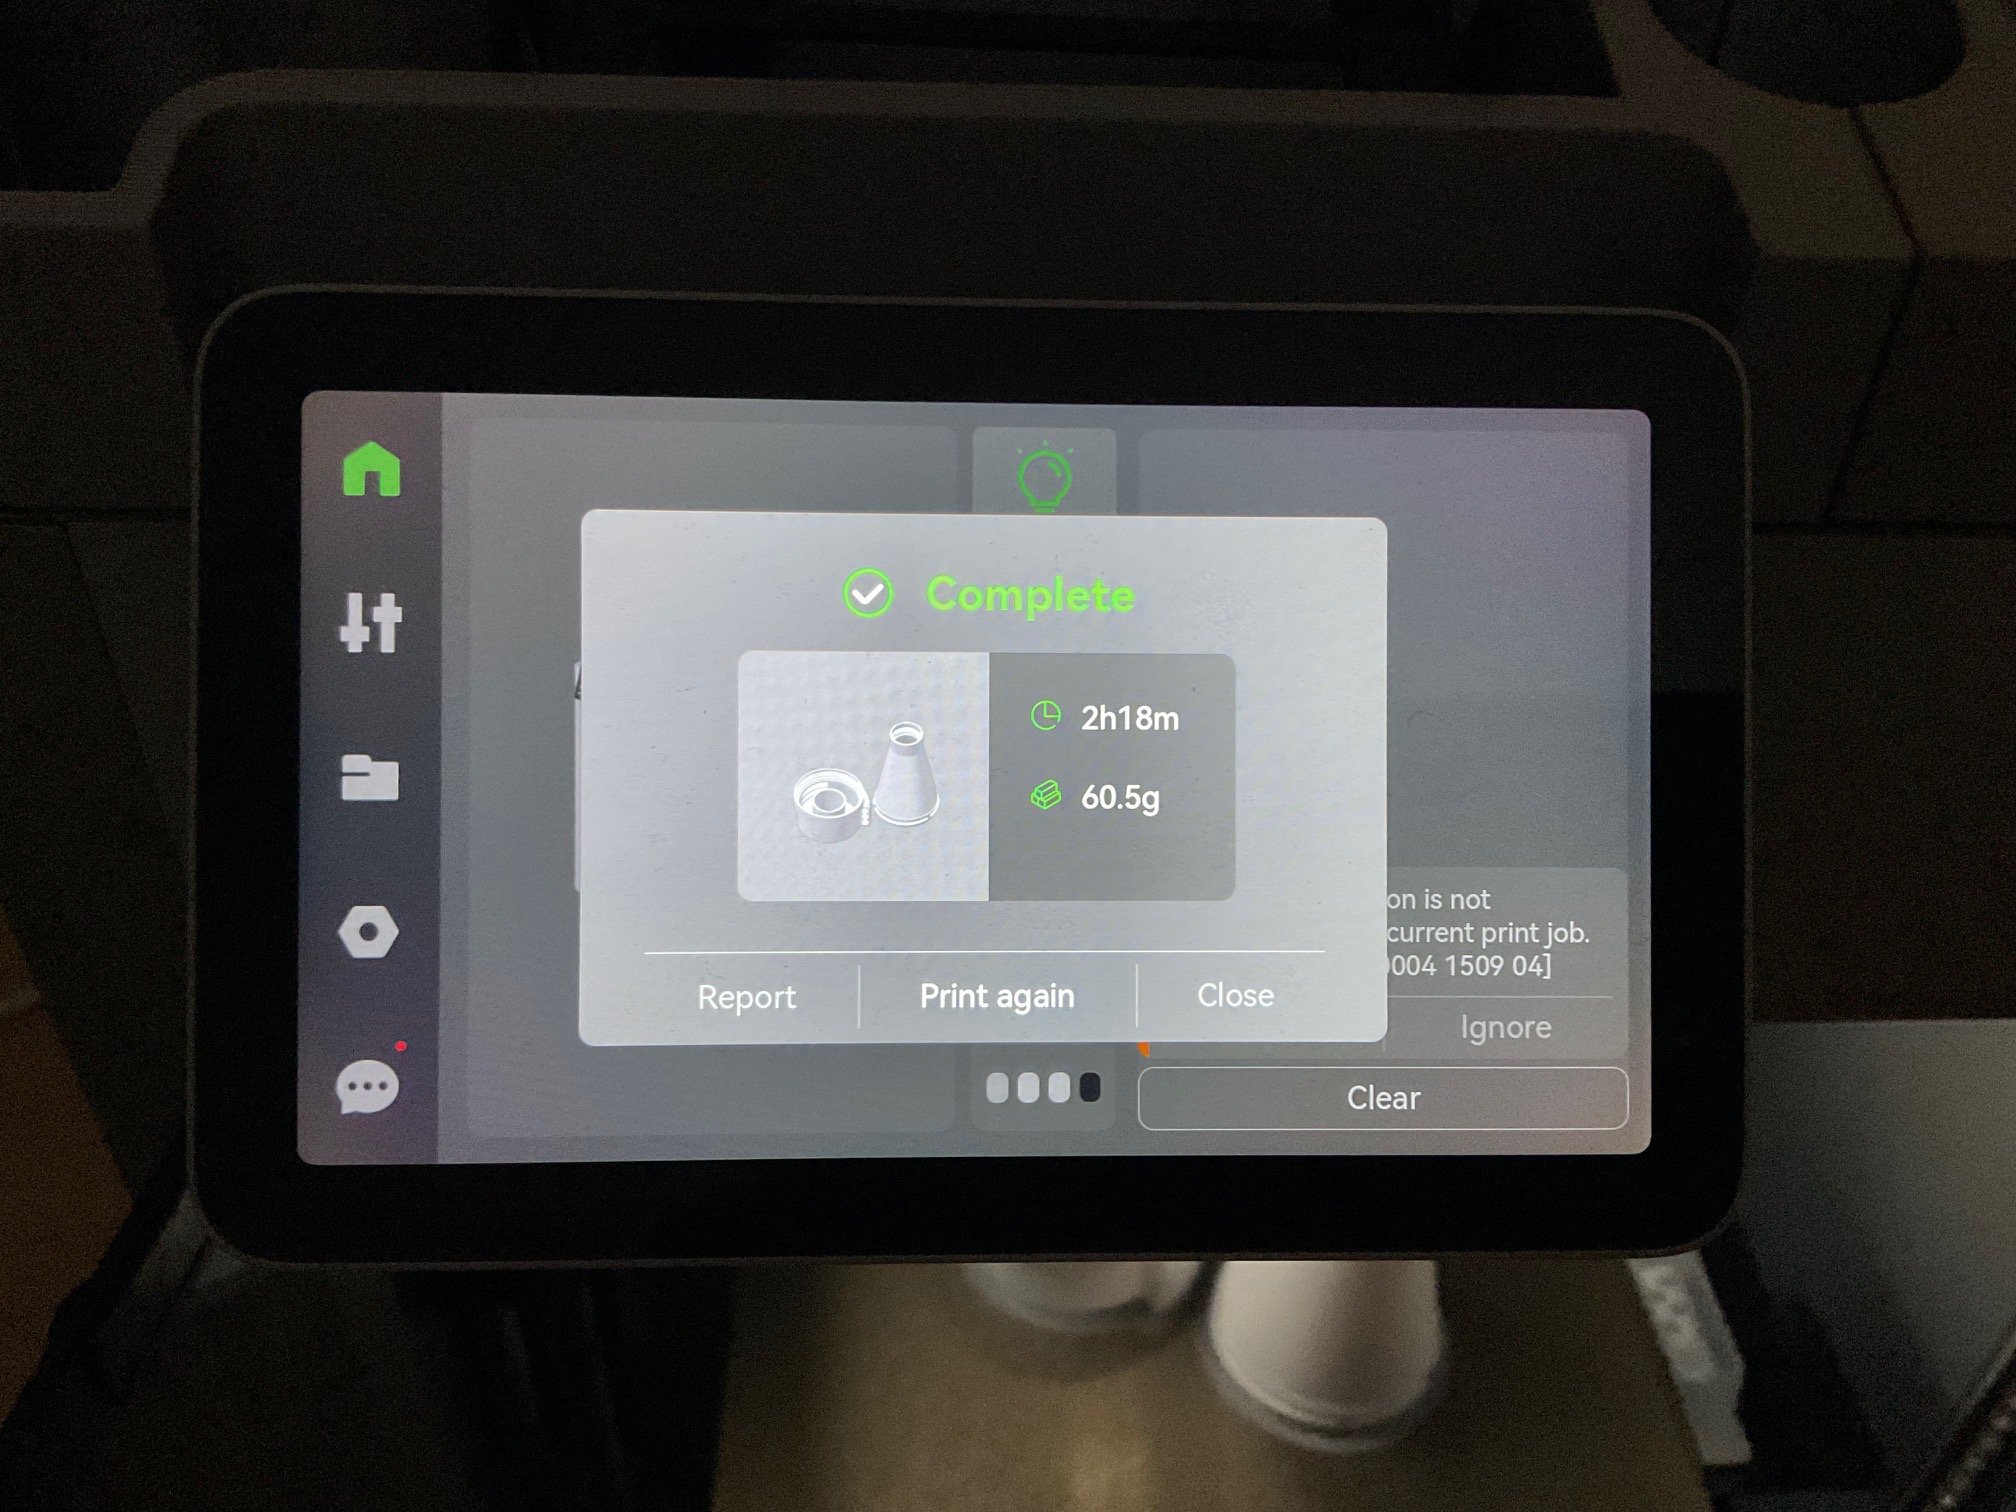 Complete
2h18m
60.5g
Report
Print again
Close
on is not
current print job.
004 1509 04]
Ignore
Clear